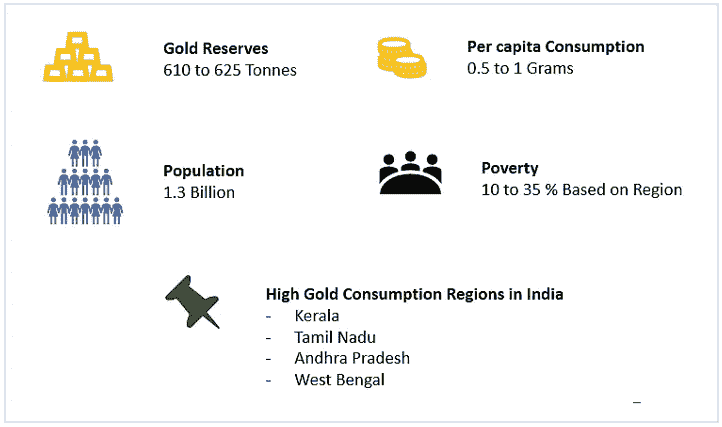 Gold Reserves
610 to 625 Tonnes
Per capita Consumption
0.5 to 1 Grams
Population
1.3 Billion
Poverty
10 to 35 % Based on Region
High Gold Consumption Regions in India
- Kerala
- Tamil Nadu
- Andhra Pradesh
- West Bengal